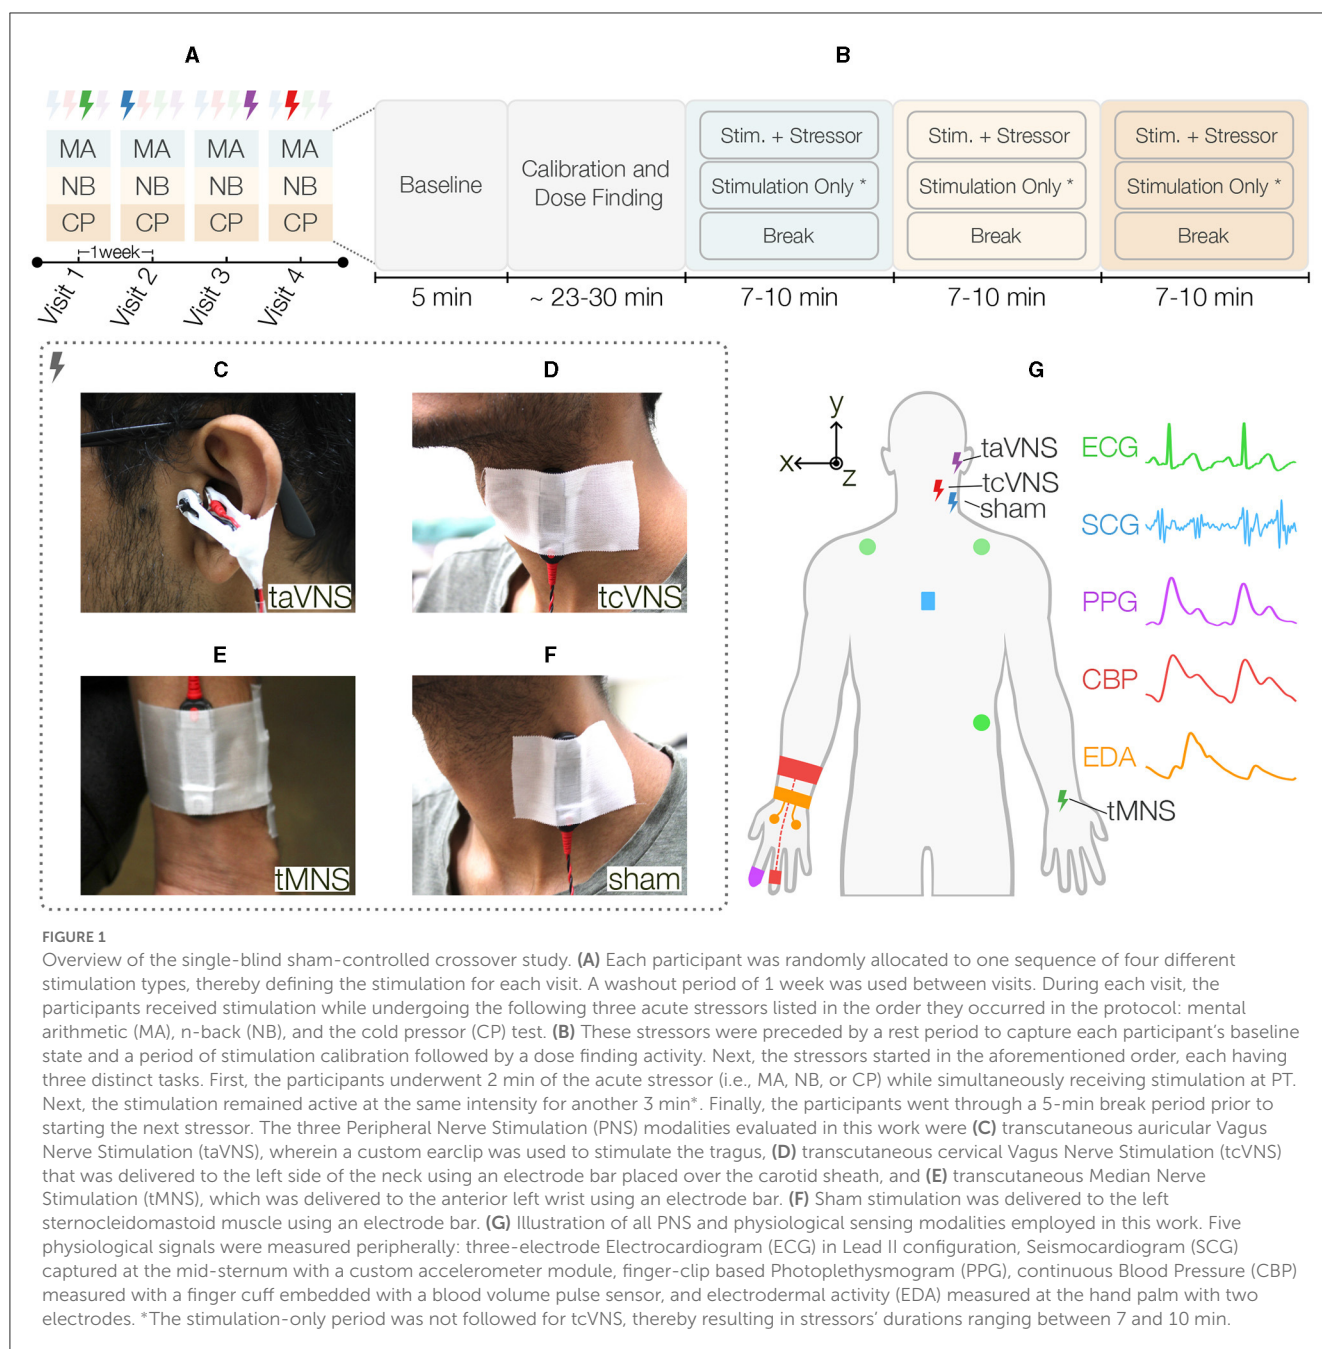 A
B
MA MA MA MA
NB NB NB NB
CP CP CP CP
1week
Visit 1 Visit 2 Visit 3 Visit 4
Baseline
Calibration and
Dose Finding
Stim. + Stressor
Stimulation Only *
Break
Stim. + Stressor
Stimulation Only *
Break
Stim. + Stressor
Stimulation Only *
Break
5 min ~ 23-30 min 7-10 min 7-10 min 7-10 min
C
taVNS
D
tcVNS
E
tMNS
F
sham
G
y
x
z
taVNS
tcVNS
sham
tMNS
ECG
SCG
PPG
CBP
EDA
FIGURE 1
Overview of the single-blind sham-controlled crossover study. (A) Each participant was randomly allocated to one sequence of four different
stimulation types, thereby defining the stimulation for each visit. A washout period of 1 week was used between visits. During each visit, the
participants received stimulation while undergoing the following three acute stressors listed in the order they occurred in the protocol: mental
arithmetic (MA), n-back (NB), and the cold pressor (CP) test. (B) These stressors were preceded by a rest period to capture each participant's baseline
state and a period of stimulation calibration followed by a dose finding activity. Next, the stressors started in the aforementioned order, each having
three distinct tasks. First, the participants underwent 2 min of the acute stressor (i.e., MA, NB, or CP) while simultaneously receiving stimulation at PT.
Next, the stimulation remained active at the same intensity for another 3 min*. Finally, the participants went through a 5-min break period prior to
starting the next stressor. The three Peripheral Nerve Stimulation (PNS) modalities evaluated in this work were (C) transcutaneous auricular Vagus
Nerve Stimulation (taVNS), wherein a custom earclip was used to stimulate the tragus, (D) transcutaneous cervical Vagus Nerve Stimulation (tcVNS)
that was delivered to the left side of the neck using an electrode bar placed over the carotid sheath, and (E) transcutaneous Median Nerve
Stimulation (tMNS), which was delivered to the anterior left wrist using an electrode bar. (F) Sham stimulation was delivered to the left
sternocleidomastoid muscle using an electrode bar. (G) Illustration of all PNS and physiological sensing modalities employed in this work. Five
physiological signals were measured peripherally: three-electrode Electrocardiogram (ECG) in Lead II configuration, Seismocardiogram (SCG)
captured at the mid-sternum with a custom accelerometer module, finger-clip based Photoplethysmogram (PPG), continuous Blood Pressure (CBP)
measured with a finger cuff embedded with a blood volume pulse sensor, and electrodermal activity (EDA) measured at the hand palm with two
electrodes. *The stimulation-only period was not followed for tcVNS, thereby resulting in stressors' durations ranging between 7 and 10 min.